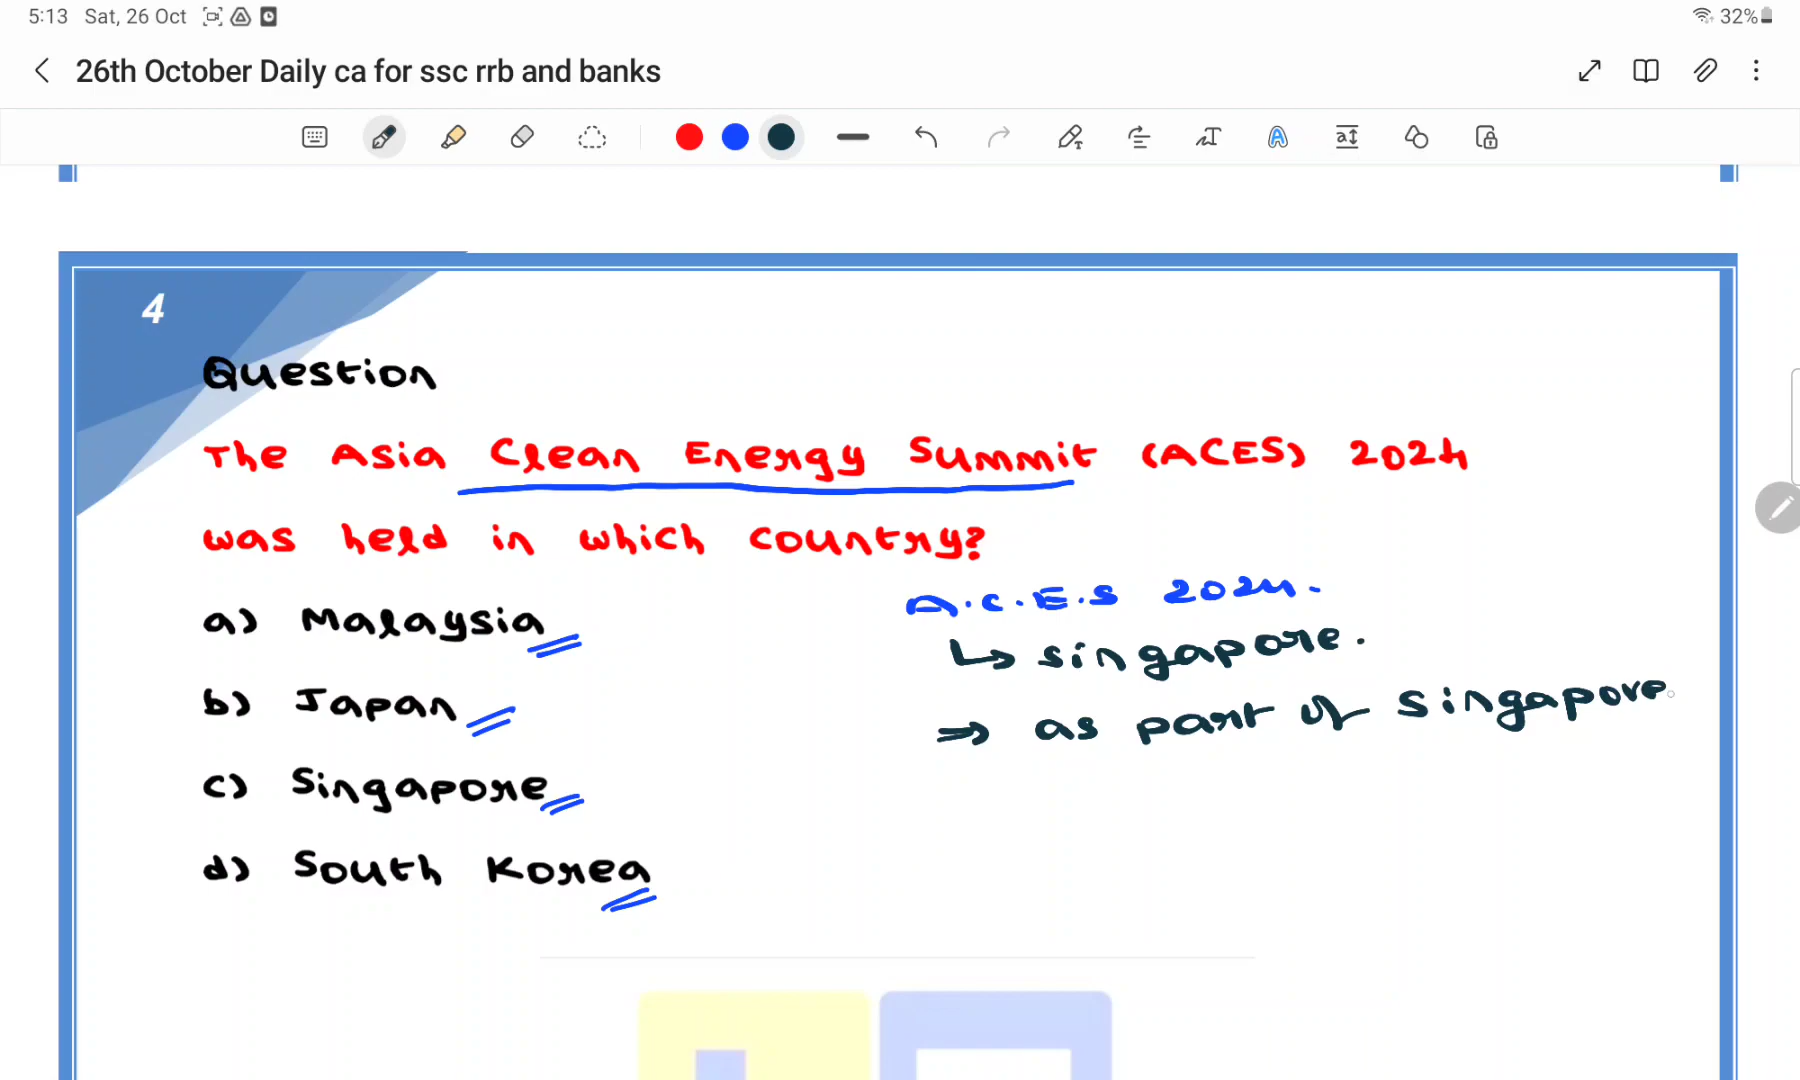 5:13 Sat, 26 Oct
32%
26th October Daily ca for ssc rrb and banks
4
Question
The Asia Clean Energy Summit (ACES) 2024
was held in which country?
a) Malaysia
A.C.E.S 2024.
↳ singapore.
b) Japan
⇒ as part of singapore
c) Singapore
d) South Korea